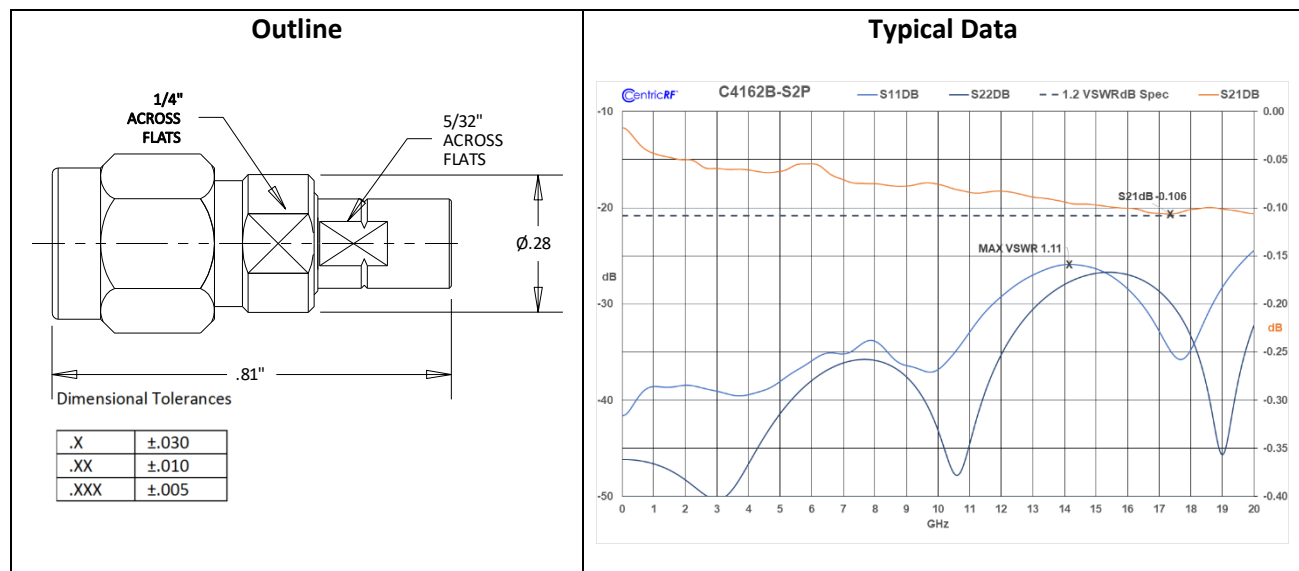 Outline
1/4"
ACROSS
FLATS
5/32"
ACROSS
FLATS
Ø.28
.81"
Dimensional Tolerances
.X ±.030
.XX ±.010
.XXX ±.005
Typical Data
CentricRF C4162B-S2P S11DB S22DB 1.2 VSWRdB Spec S21DB
-10 0.00
-0.05
S21dB -0.106
-20 -0.10
MAX VSWR 1.11
-0.15
dB
-30 -0.20
dB
-0.25
-40 -0.30
-0.35
-50 -0.40
0 1 2 3 4 5 6 7 8 9 10 11 12 13 14 15 16 17 18 19 20
GHz